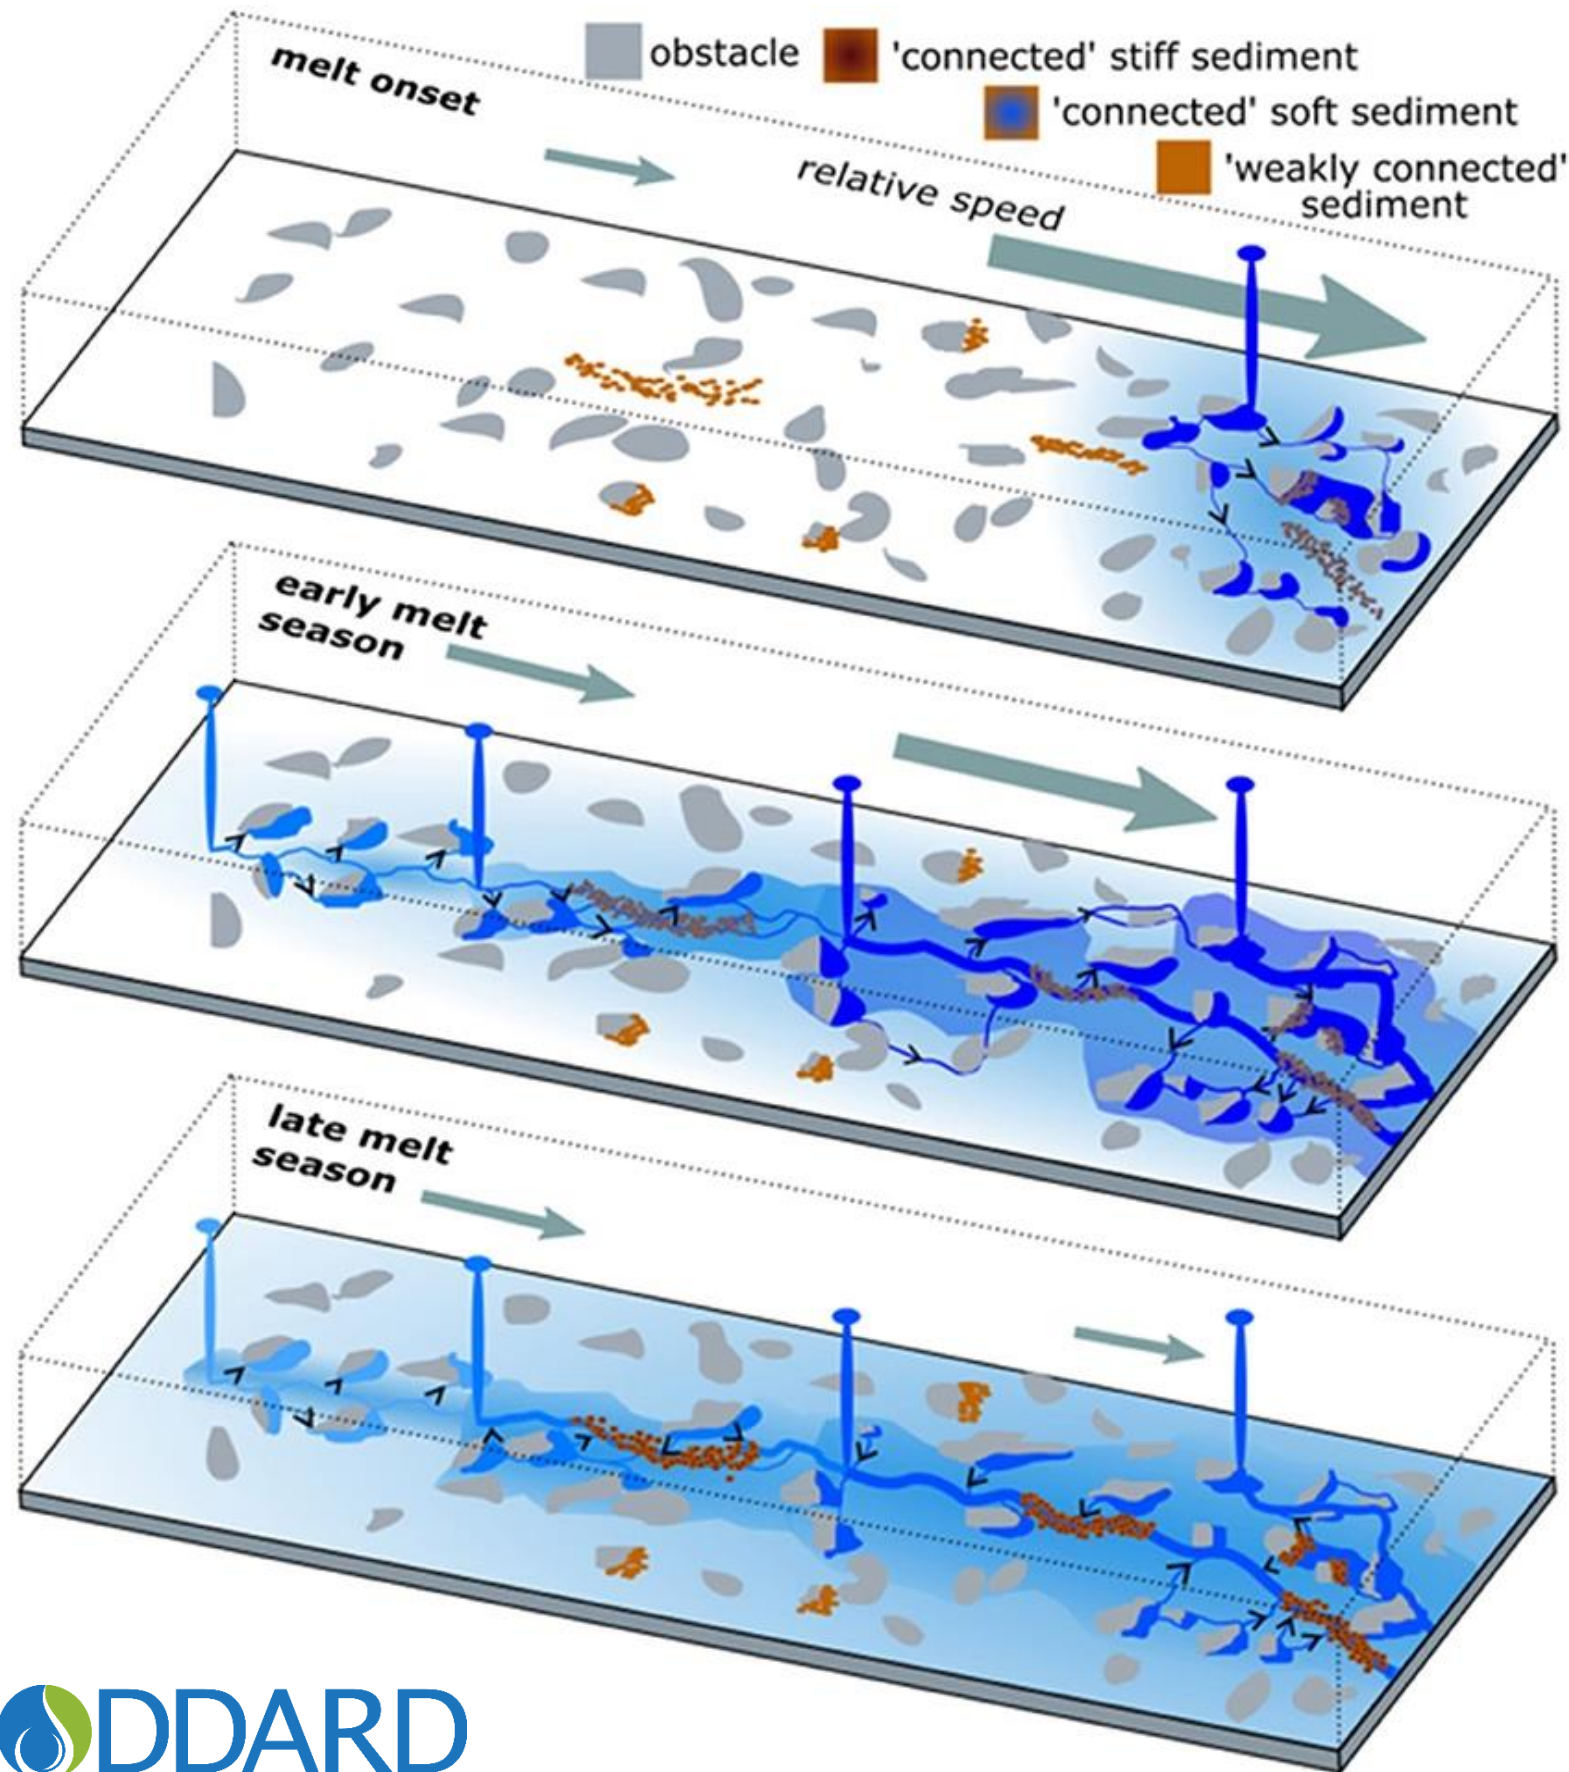 melt onset
obstacle
'connected' stiff sediment
'connected' soft sediment
'weakly connected'
sediment
relative speed
early melt
season
late melt
season
DDARD